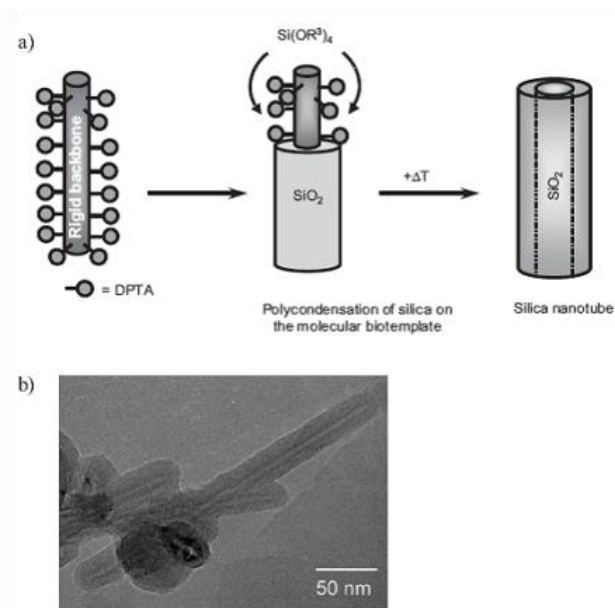 a)
Si(OR³)₄
Rigid backbone
SiO₂
+ΔT
SiO₂
= DPTA
Polycondensation of silica on
the molecular biotemplate
Silica nanotube
b)
50 nm